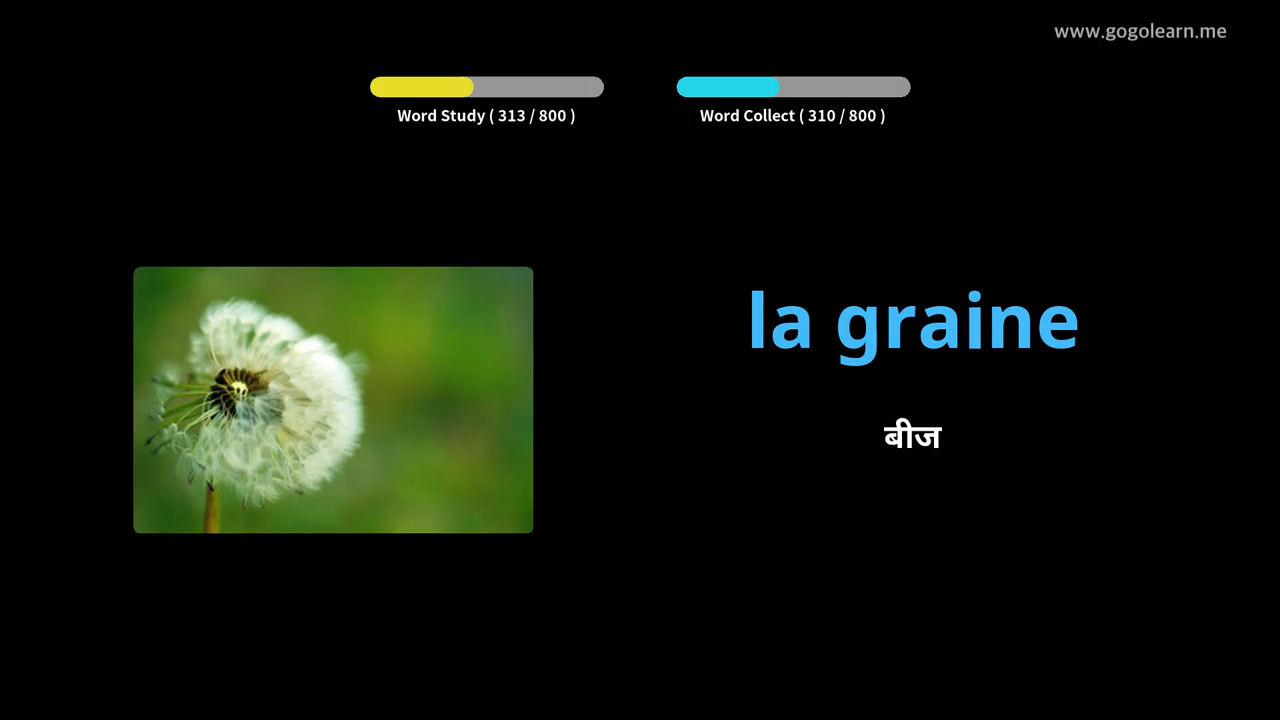 www.gogolearn.me
Word Study ( 313 / 800 )
Word Collect ( 310 / 800 )
la graine
बीज